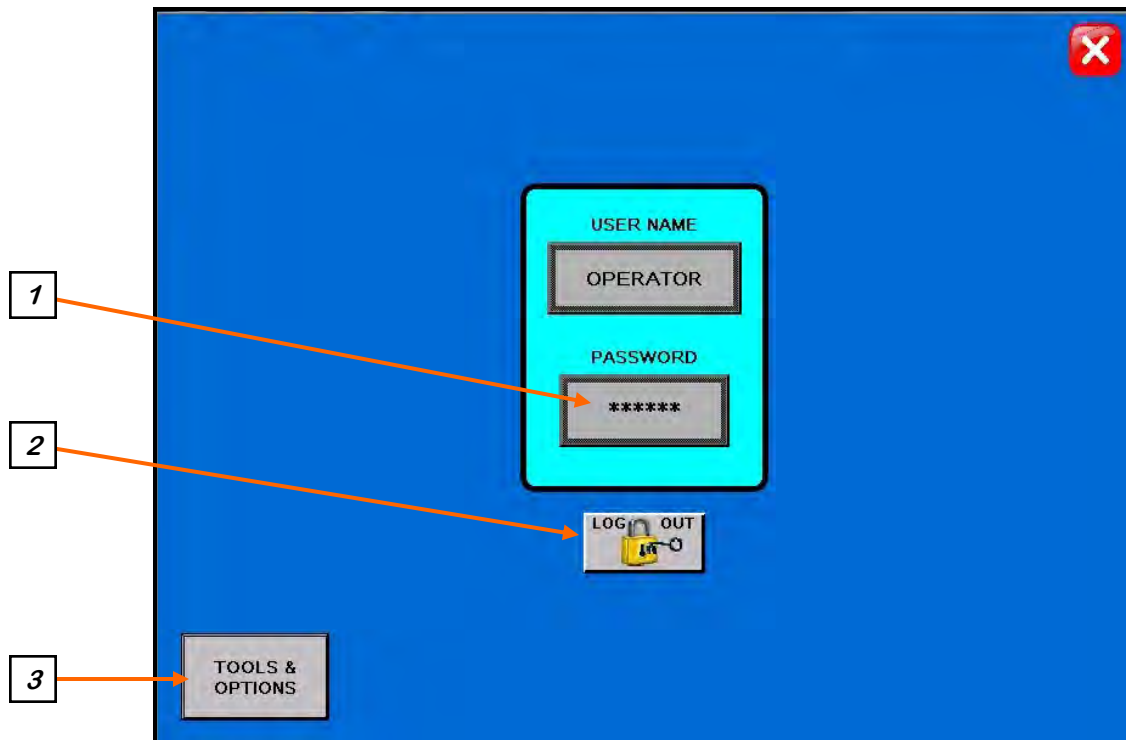 USER NAME
OPERATOR
1
PASSWORD
******
2
LOG OUT
3
TOOLS &
OPTIONS